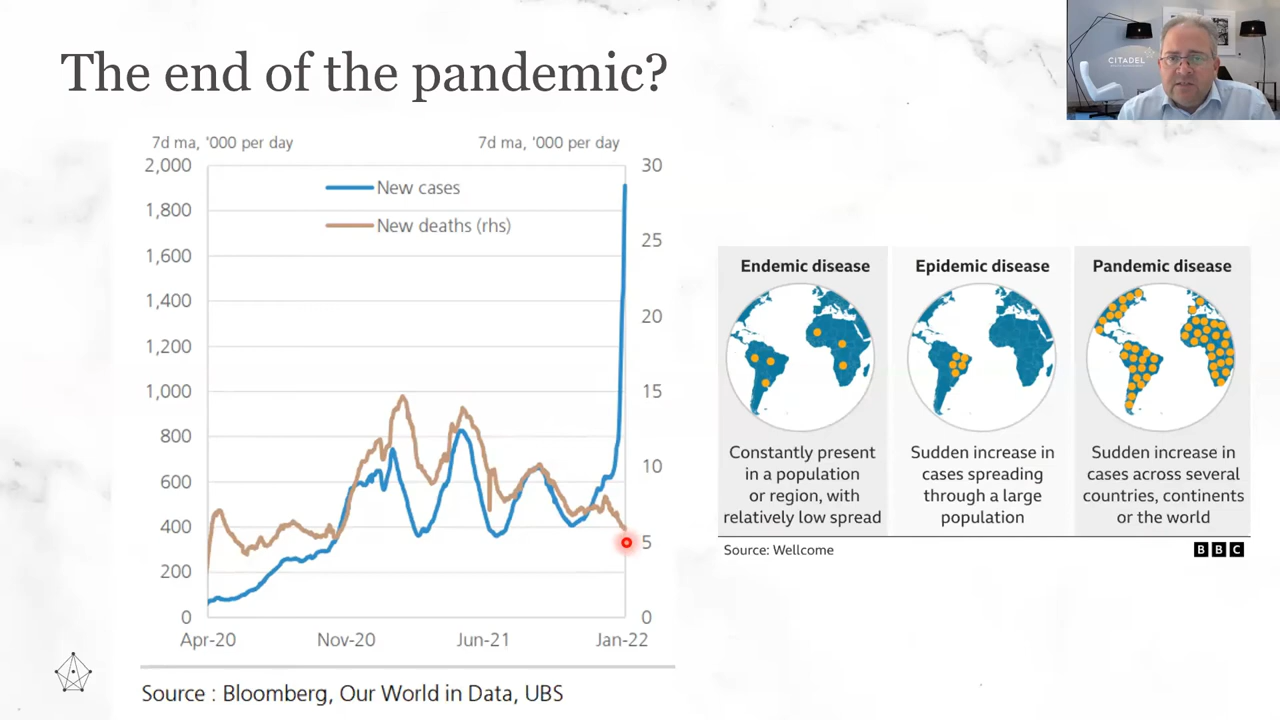 The end of the pandemic?
CITADEL
7d ma, '000 per day
7d ma, '000 per day
2,000
1,800
1,600
1,400
1,200
1,000
800
600
400
200
0
30
25
20
15
10
5
0
New cases
New deaths (rhs)
Apr-20
Nov-20
Jun-21
Jan-22
Source : Bloomberg, Our World in Data, UBS
Endemic disease
Constantly present
in a population
or region, with
relatively low spread
Epidemic disease
Sudden increase in
cases spreading
through a large
population
Pandemic disease
Sudden increase in
cases across several
countries, continents
or the world
Source: Wellcome
BBC